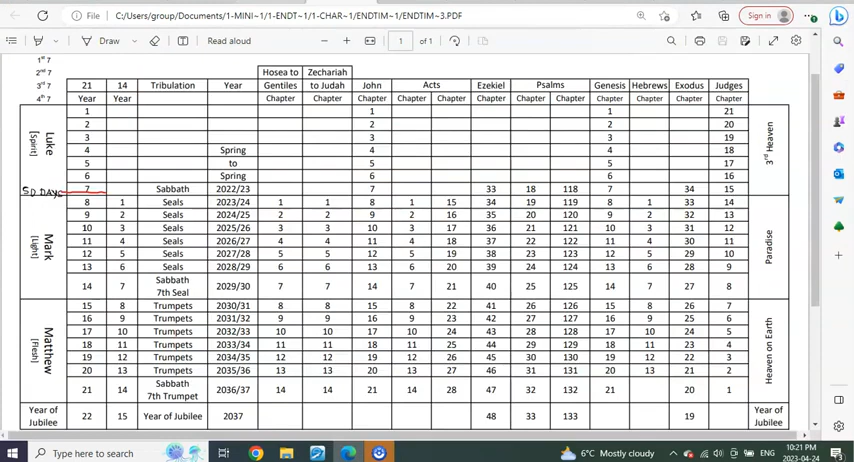 File C:/Users/group/Documents/1-MINI~1/1-ENDT~1/1-CHAR~1/ENDTIM~1/ENDTIM~3.PDF Sign in
Draw Read aloud 1 of 1
1st 7
2nd 7 Hosea to Zechariah
3rd 7 21 14 Tribulation Year Gentiles to Judah John Acts Ezekiel Psalms Genesis Hebrews Exodus Judges
4th 7 Year Year Chapter Chapter Chapter Chapter Chapter Chapter Chapter Chapter Chapter Chapter Chapter Chapter
Luke [Spirit]
1 1 1 21
2 2 2 20
3 3 3 19
4 Spring 4 4 18
5 to 5 5 17
6 Spring 6 6 16
50 DAYS 7 Sabbath 2022/23 7 33 18 118 7 34 15
3rd Heaven
Mark [Light]
8 1 Seals 2023/24 1 1 8 1 15 34 19 119 8 1 33 14
9 2 Seals 2024/25 2 2 9 2 16 35 20 120 9 2 32 13
10 3 Seals 2025/26 3 3 10 3 17 36 21 121 10 3 31 12
11 4 Seals 2026/27 4 4 11 4 18 37 22 122 11 4 30 11
12 5 Seals 2027/28 5 5 12 5 19 38 23 123 12 5 29 10
13 6 Seals 2028/29 6 6 13 6 20 39 24 124 13 6 28 9
14 7 Sabbath 7th Seal 2029/30 7 7 14 7 21 40 25 125 14 7 27 8
Paradise
Matthew [Flesh]
15 8 Trumpets 2030/31 8 8 15 8 22 41 26 126 15 8 26 7
16 9 Trumpets 2031/32 9 9 16 9 23 42 27 127 16 9 25 6
17 10 Trumpets 2032/33 10 10 17 10 24 43 28 128 17 10 24 5
18 11 Trumpets 2033/34 11 11 18 11 25 44 29 129 18 11 23 4
19 12 Trumpets 2034/35 12 12 19 12 26 45 30 130 19 12 22 3
20 13 Trumpets 2035/36 13 13 20 13 27 46 31 131 20 13 21 2
21 14 Sabbath 7th Trumpet 2036/37 14 14 21 14 28 47 32 132 21 20 1
Heaven on Earth
Year of Jubilee 22 15 Year of Jubilee 2037 48 33 133 19 Year of Jubilee
Type here to search 6°C Mostly cloudy ENG 10:21 PM
2023-04-24